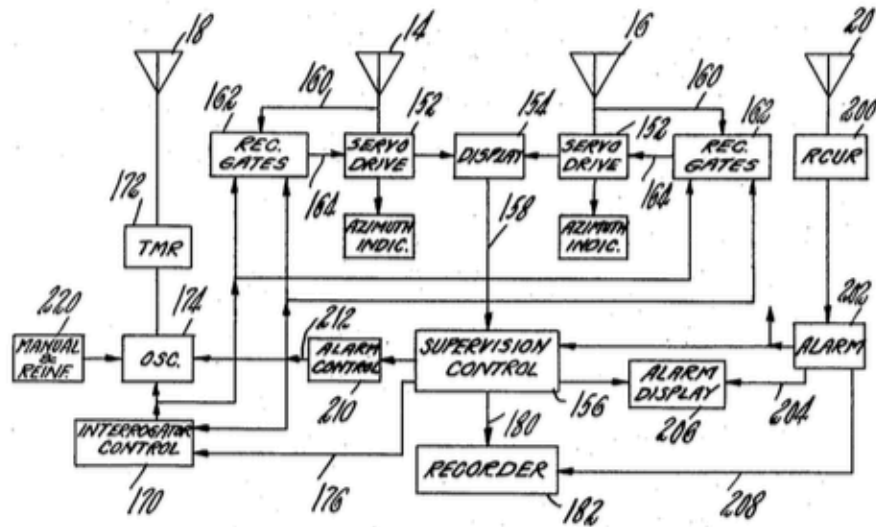 18
14
16
20
160
160
162
152
154
152
162
200
REC. GATES
SERVO DRIVE
DISPLAY
SERVO DRIVE
REC. GATES
RCUR
164
164
172
158
AZIMUTH INDIC.
AZIMUTH INDIC.
TMR
220
174
212
202
MANUAL & REINF.
OSC.
ALARM CONTROL
SUPERVISION CONTROL
ALARM
ALARM DISPLAY
210
156
204
206
INTERROGATOR CONTROL
180
170
176
RECORDER
208
182